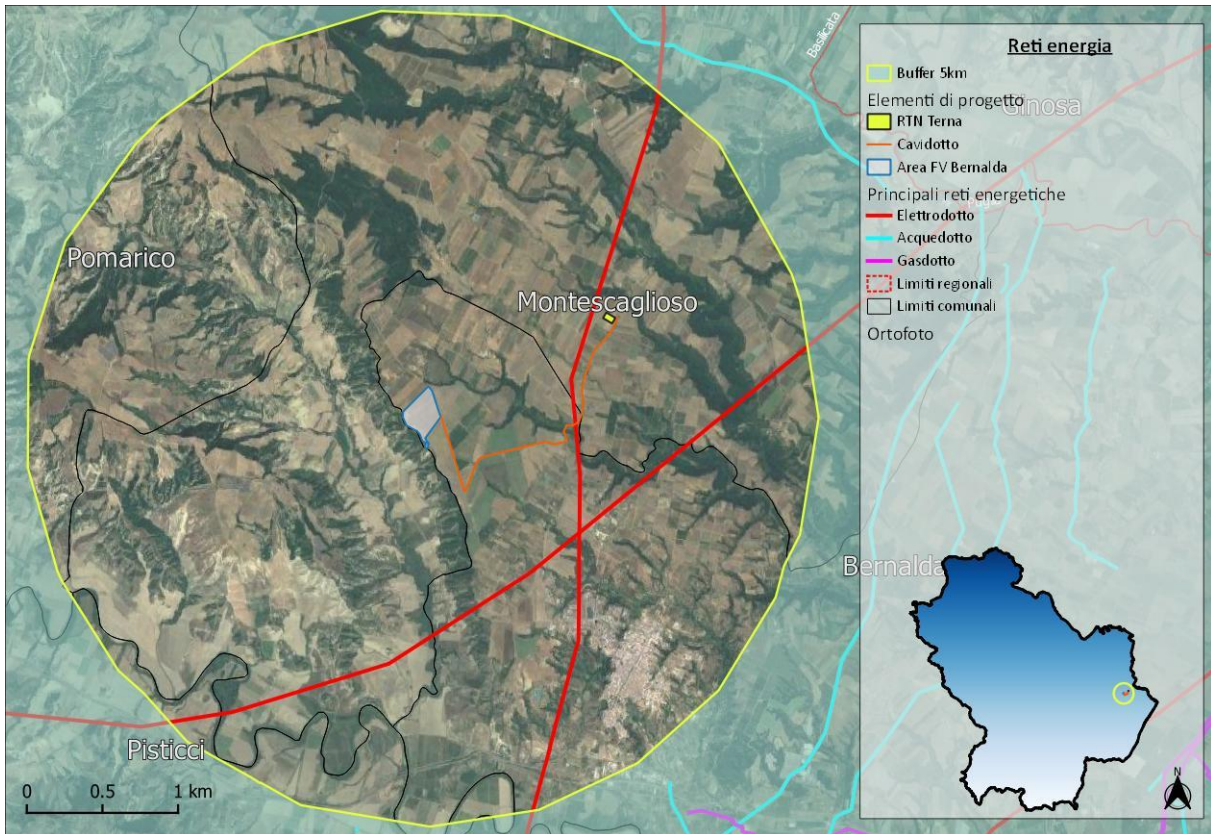 Basilicata
Pomarico
Montescaglioso
Pisticci
Bernalda
Ginosa
0 0.5 1 km
Reti energia
Buffer 5km
Elementi di progetto
RTN Terna
Cavidotto
Area FV Bernalda
Principali reti energetiche
Elettrodotto
Acquedotto
Gasdotto
Limiti regionali
Limiti comunali
Ortofoto
N